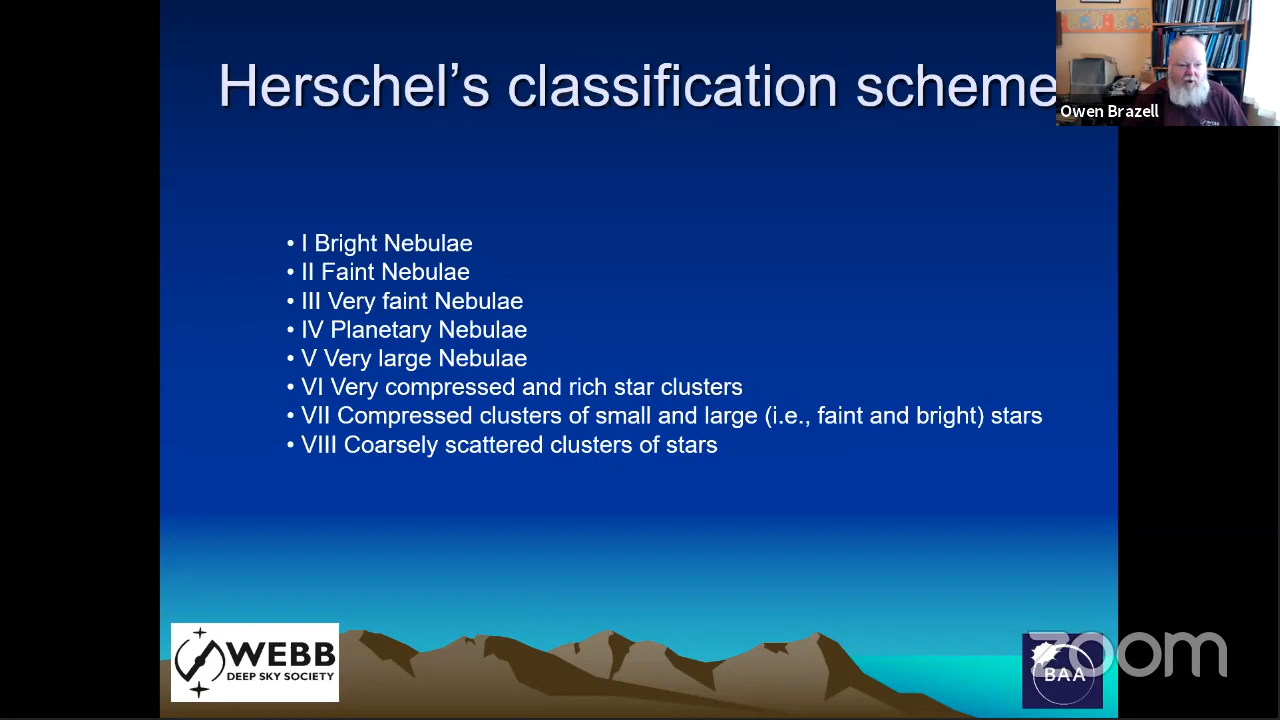 Herschel’s classification scheme
Owen Brazell
• I Bright Nebulae
• II Faint Nebulae
• III Very faint Nebulae
• IV Planetary Nebulae
• V Very large Nebulae
• VI Very compressed and rich star clusters
• VII Compressed clusters of small and large (i.e., faint and bright) stars
• VIII Coarsely scattered clusters of stars
WEBB
DEEP SKY SOCIETY
zoom
BAA